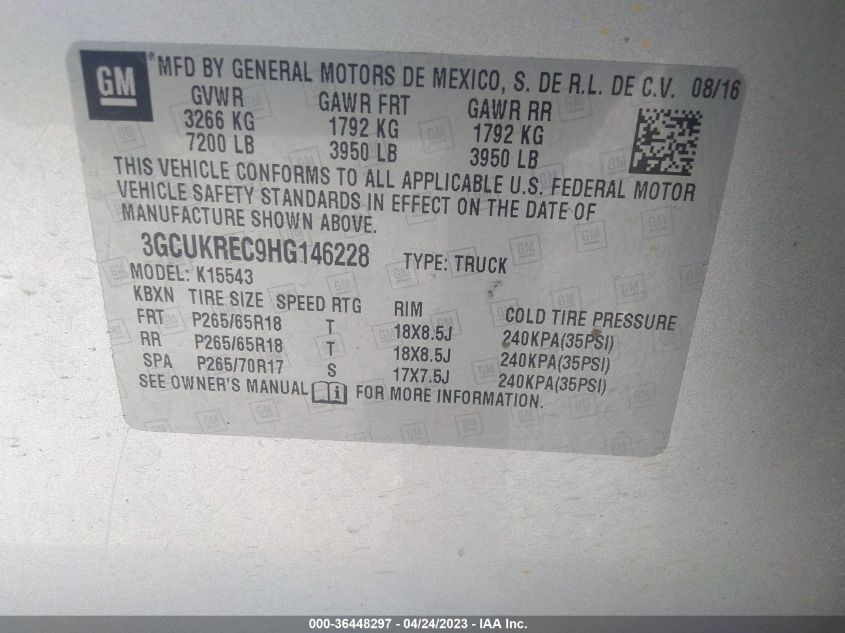 GM ® MFD BY GENERAL MOTORS DE MEXICO, S. DE R.L. DE C.V. 08/16
GVWR GAWR FRT GAWR RR
3266 KG 1792 KG 1792 KG
7200 LB 3950 LB 3950 LB
THIS VEHICLE CONFORMS TO ALL APPLICABLE U.S. FEDERAL MOTOR
VEHICLE SAFETY STANDARDS IN EFFECT ON THE DATE OF
MANUFACTURE SHOWN ABOVE.
3GCUKREC9HG146228 TYPE: TRUCK
MODEL: K15543
KBXN TIRE SIZE SPEED RTG RIM COLD TIRE PRESSURE
FRT P265/65R18 T 18X8.5J 240KPA(35PSI)
RR P265/65R18 T 18X8.5J 240KPA(35PSI)
SPA P265/70R17 S 17X7.5J 240KPA(35PSI)
SEE OWNER'S MANUAL i FOR MORE INFORMATION.
000-36448297 - 04/24/2023 - IAA Inc.